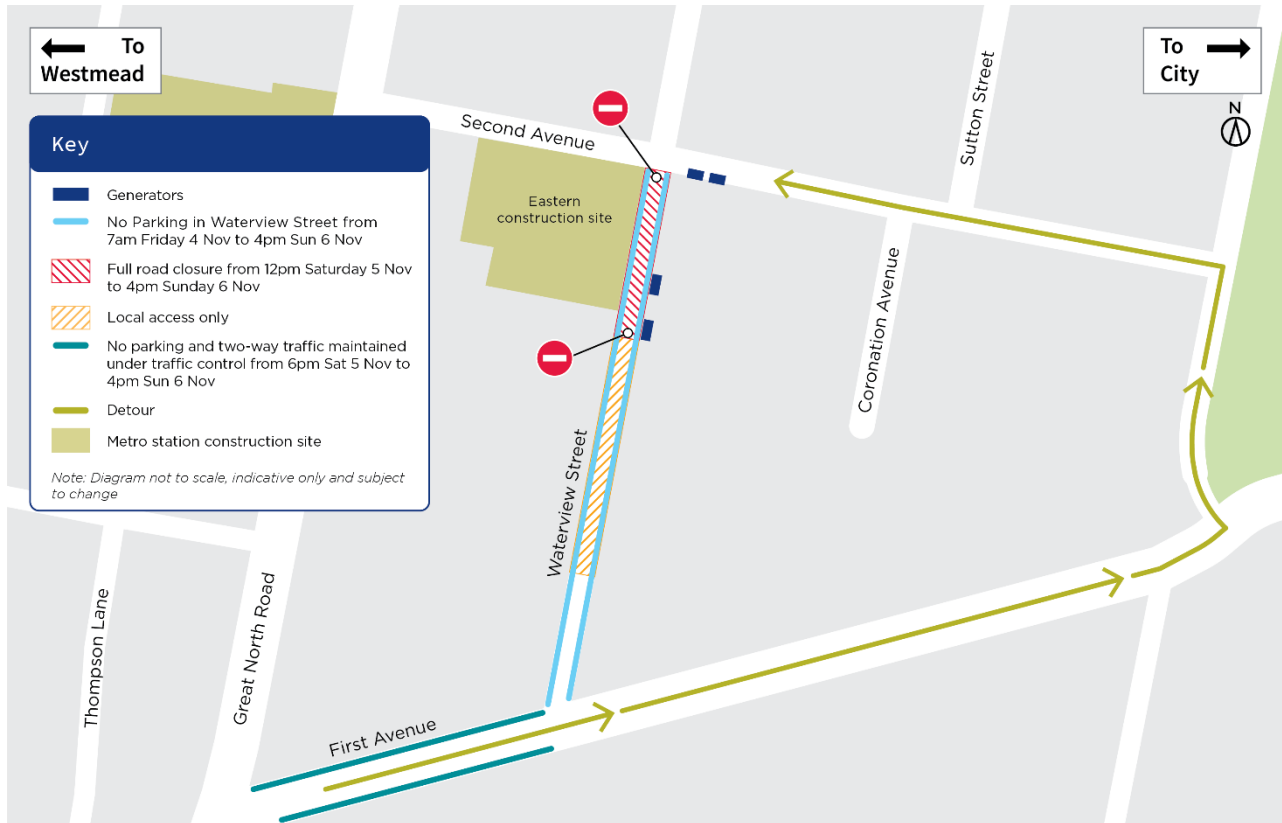 To
Westmead
To
City
N
Key
Generators
No Parking in Waterview Street from
7am Friday 4 Nov to 4pm Sun 6 Nov
Full road closure from 12pm Saturday 5 Nov
to 4pm Sunday 6 Nov
Local access only
No parking and two-way traffic maintained
under traffic control from 6pm Sat 5 Nov to
4pm Sun 6 Nov
Detour
Metro station construction site
Note: Diagram not to scale, indicative only and subject
to change
Second Avenue
Sutton Street
Eastern
construction site
Coronation Avenue
Waterview Street
Thompson Lane
Great North Road
First Avenue